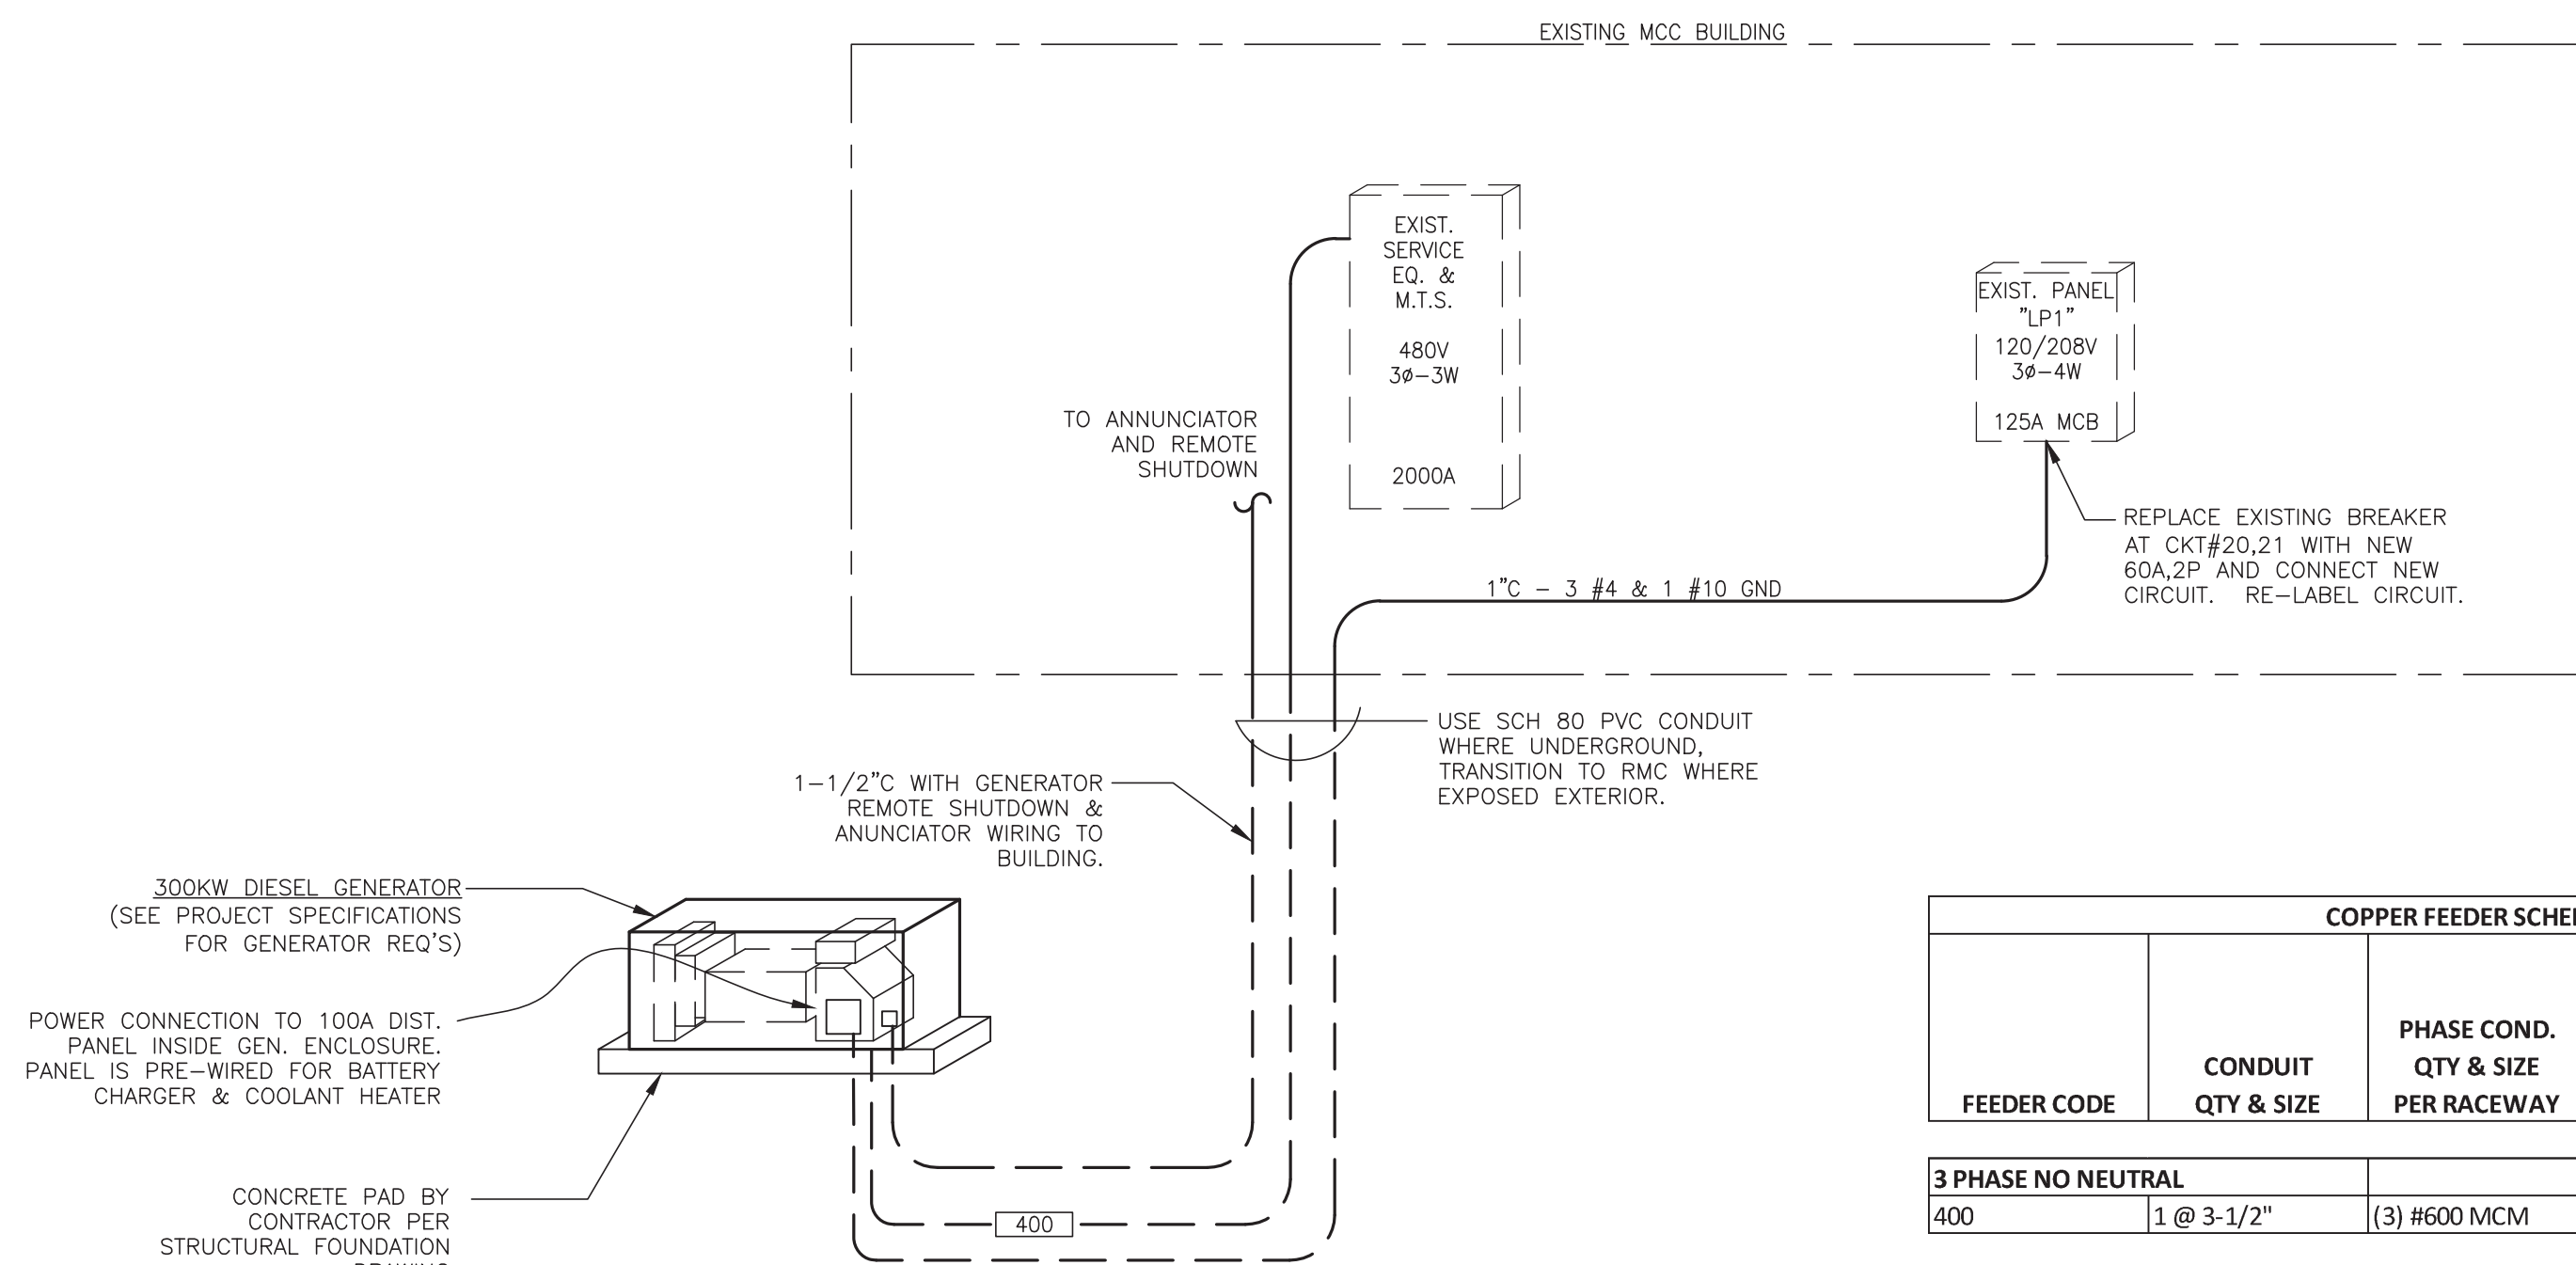 EXISTING MCC BUILDING
EXIST.
SERVICE
EQ. &
M.T.S.
480V
3ø-3W
2000A
EXIST. PANEL
"LP1"
120/208V
3ø-4W
125A MCB
TO ANNUNCIATOR
AND REMOTE
SHUTDOWN
REPLACE EXISTING BREAKER
AT CKT#20,21 WITH NEW
60A,2P AND CONNECT NEW
CIRCUIT. RE-LABEL CIRCUIT.
1"C - 3 #4 & 1 #10 GND
USE SCH 80 PVC CONDUIT
WHERE UNDERGROUND,
TRANSITION TO RMC WHERE
EXPOSED EXTERIOR.
1-1/2"C WITH GENERATOR
REMOTE SHUTDOWN &
ANUNCIATOR WIRING TO
BUILDING.
300KW DIESEL GENERATOR
(SEE PROJECT SPECIFICATIONS
FOR GENERATOR REQ'S)
POWER CONNECTION TO 100A DIST.
PANEL INSIDE GEN. ENCLOSURE.
PANEL IS PRE-WIRED FOR BATTERY
CHARGER & COOLANT HEATER
CONCRETE PAD BY
CONTRACTOR PER
STRUCTURAL FOUNDATION
400
COPPER FEEDER
FEEDER CODE
CONDUIT
QTY & SIZE
PHASE COND.
QTY & SIZE
PER RACEWAY
3 PHASE NO NEUTRAL
400 1 @ 3-1/2" (3) #600 MCM